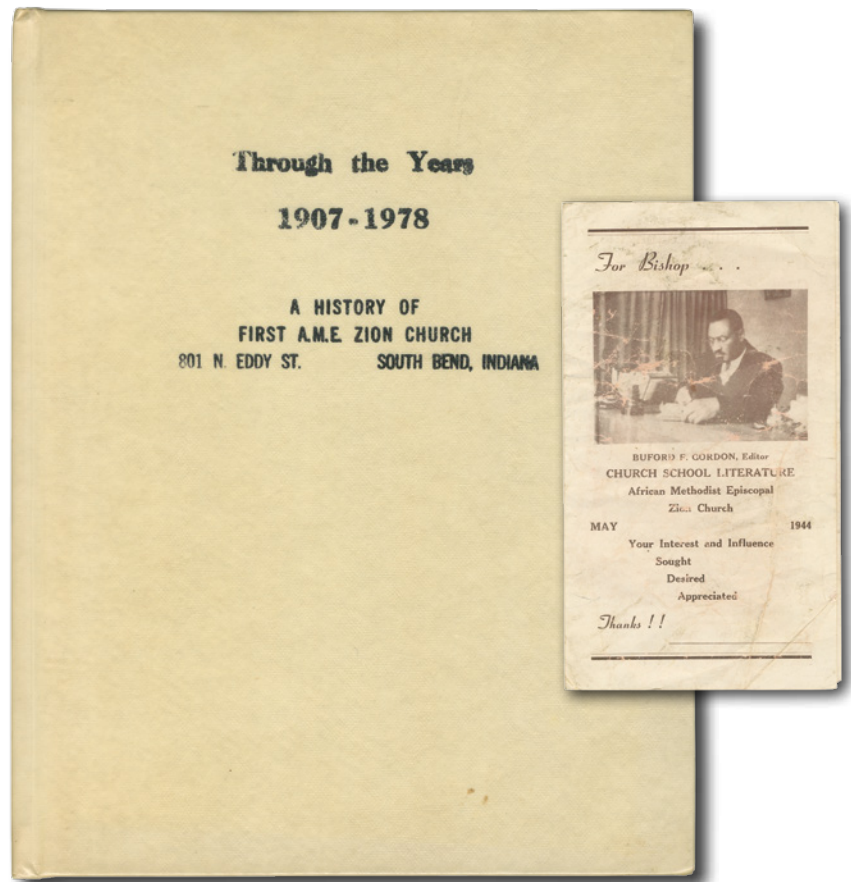 Through the Years
1907-1978
A HISTORY OF
FIRST A.M.E. ZION CHURCH
801 N. EDDY ST. SOUTH BEND, INDIANA
For Bishop . . . .
BUFORD F. GORDON, Editor
CHURCH SCHOOL LITERATURE
African Methodist Episcopal
Zion Church
MAY 1944
Your Interest and Influence
Sought
Desired
Appreciated
Thanks ! !